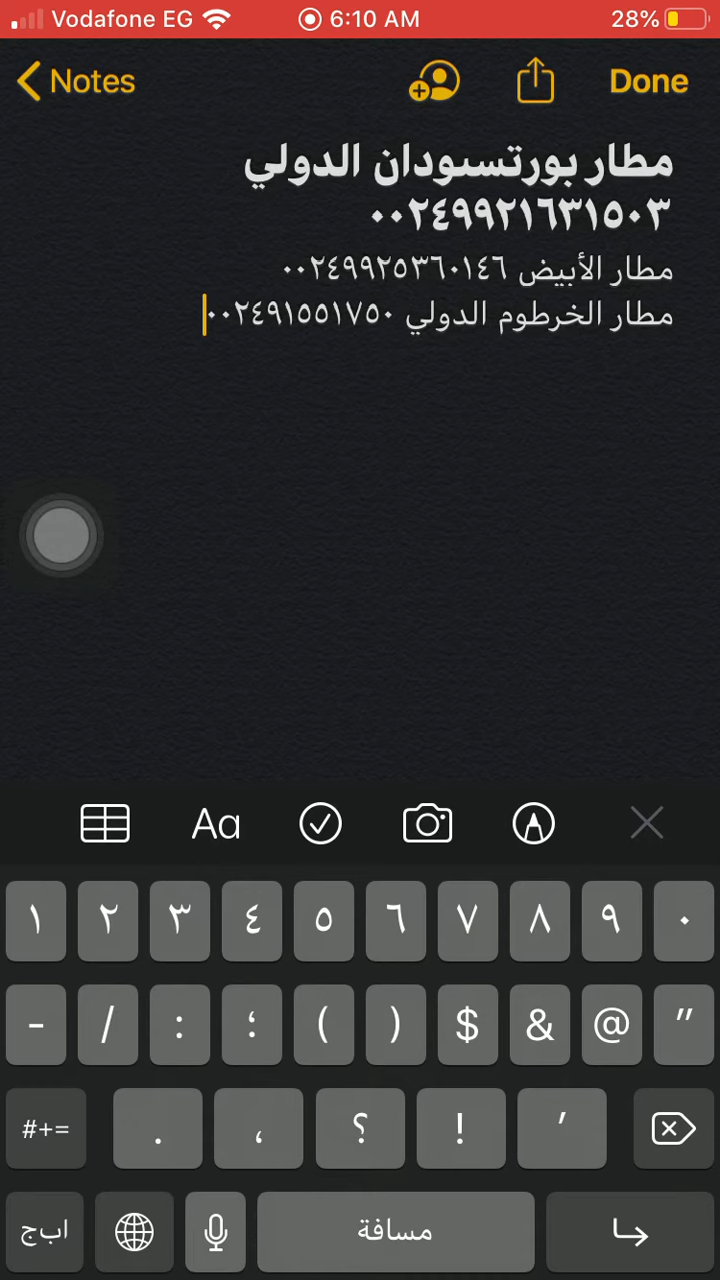 Vodafone EG 6:10 AM 28%
Notes Done
مطار بورتسودان الدولي
٠٠٢٤٩٩٢١٦٣١٥٠٣
مطار الأبيض ٠٠٢٤٩٩٢٥٣٦٠١٤٦
مطار الخرطوم الدولي ٠٠٢٤٩١٥٥١٧٥٠
Aa
١ ٢ ٣ ٤ ٥ ٦ ٧ ٨ ٩ ٠
- / : ؛ ( ) $ & @ "
#+= . ، ؟ ! '
اب‌ج مسافة